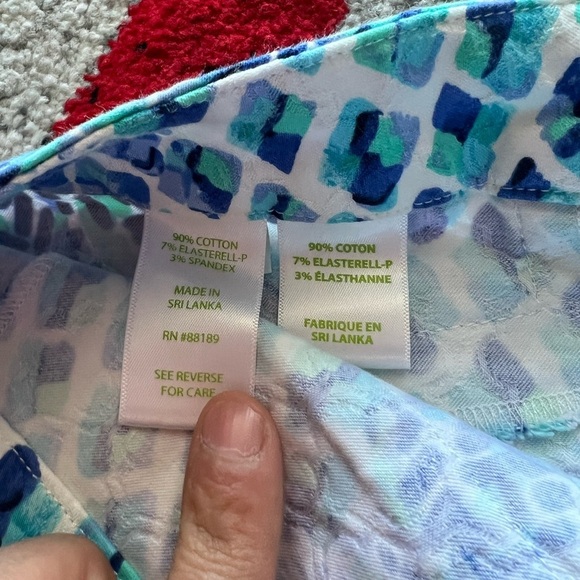 90% COTTON
7% ELASTERELL-P
3% SPANDEX
MADE IN
SRI LANKA
RN #88189
SEE REVERSE
FOR CARE
90% COTON
7% ELASTERELL-P
3% ÉLASTHANNE
FABRIQUE EN
SRI LANKA